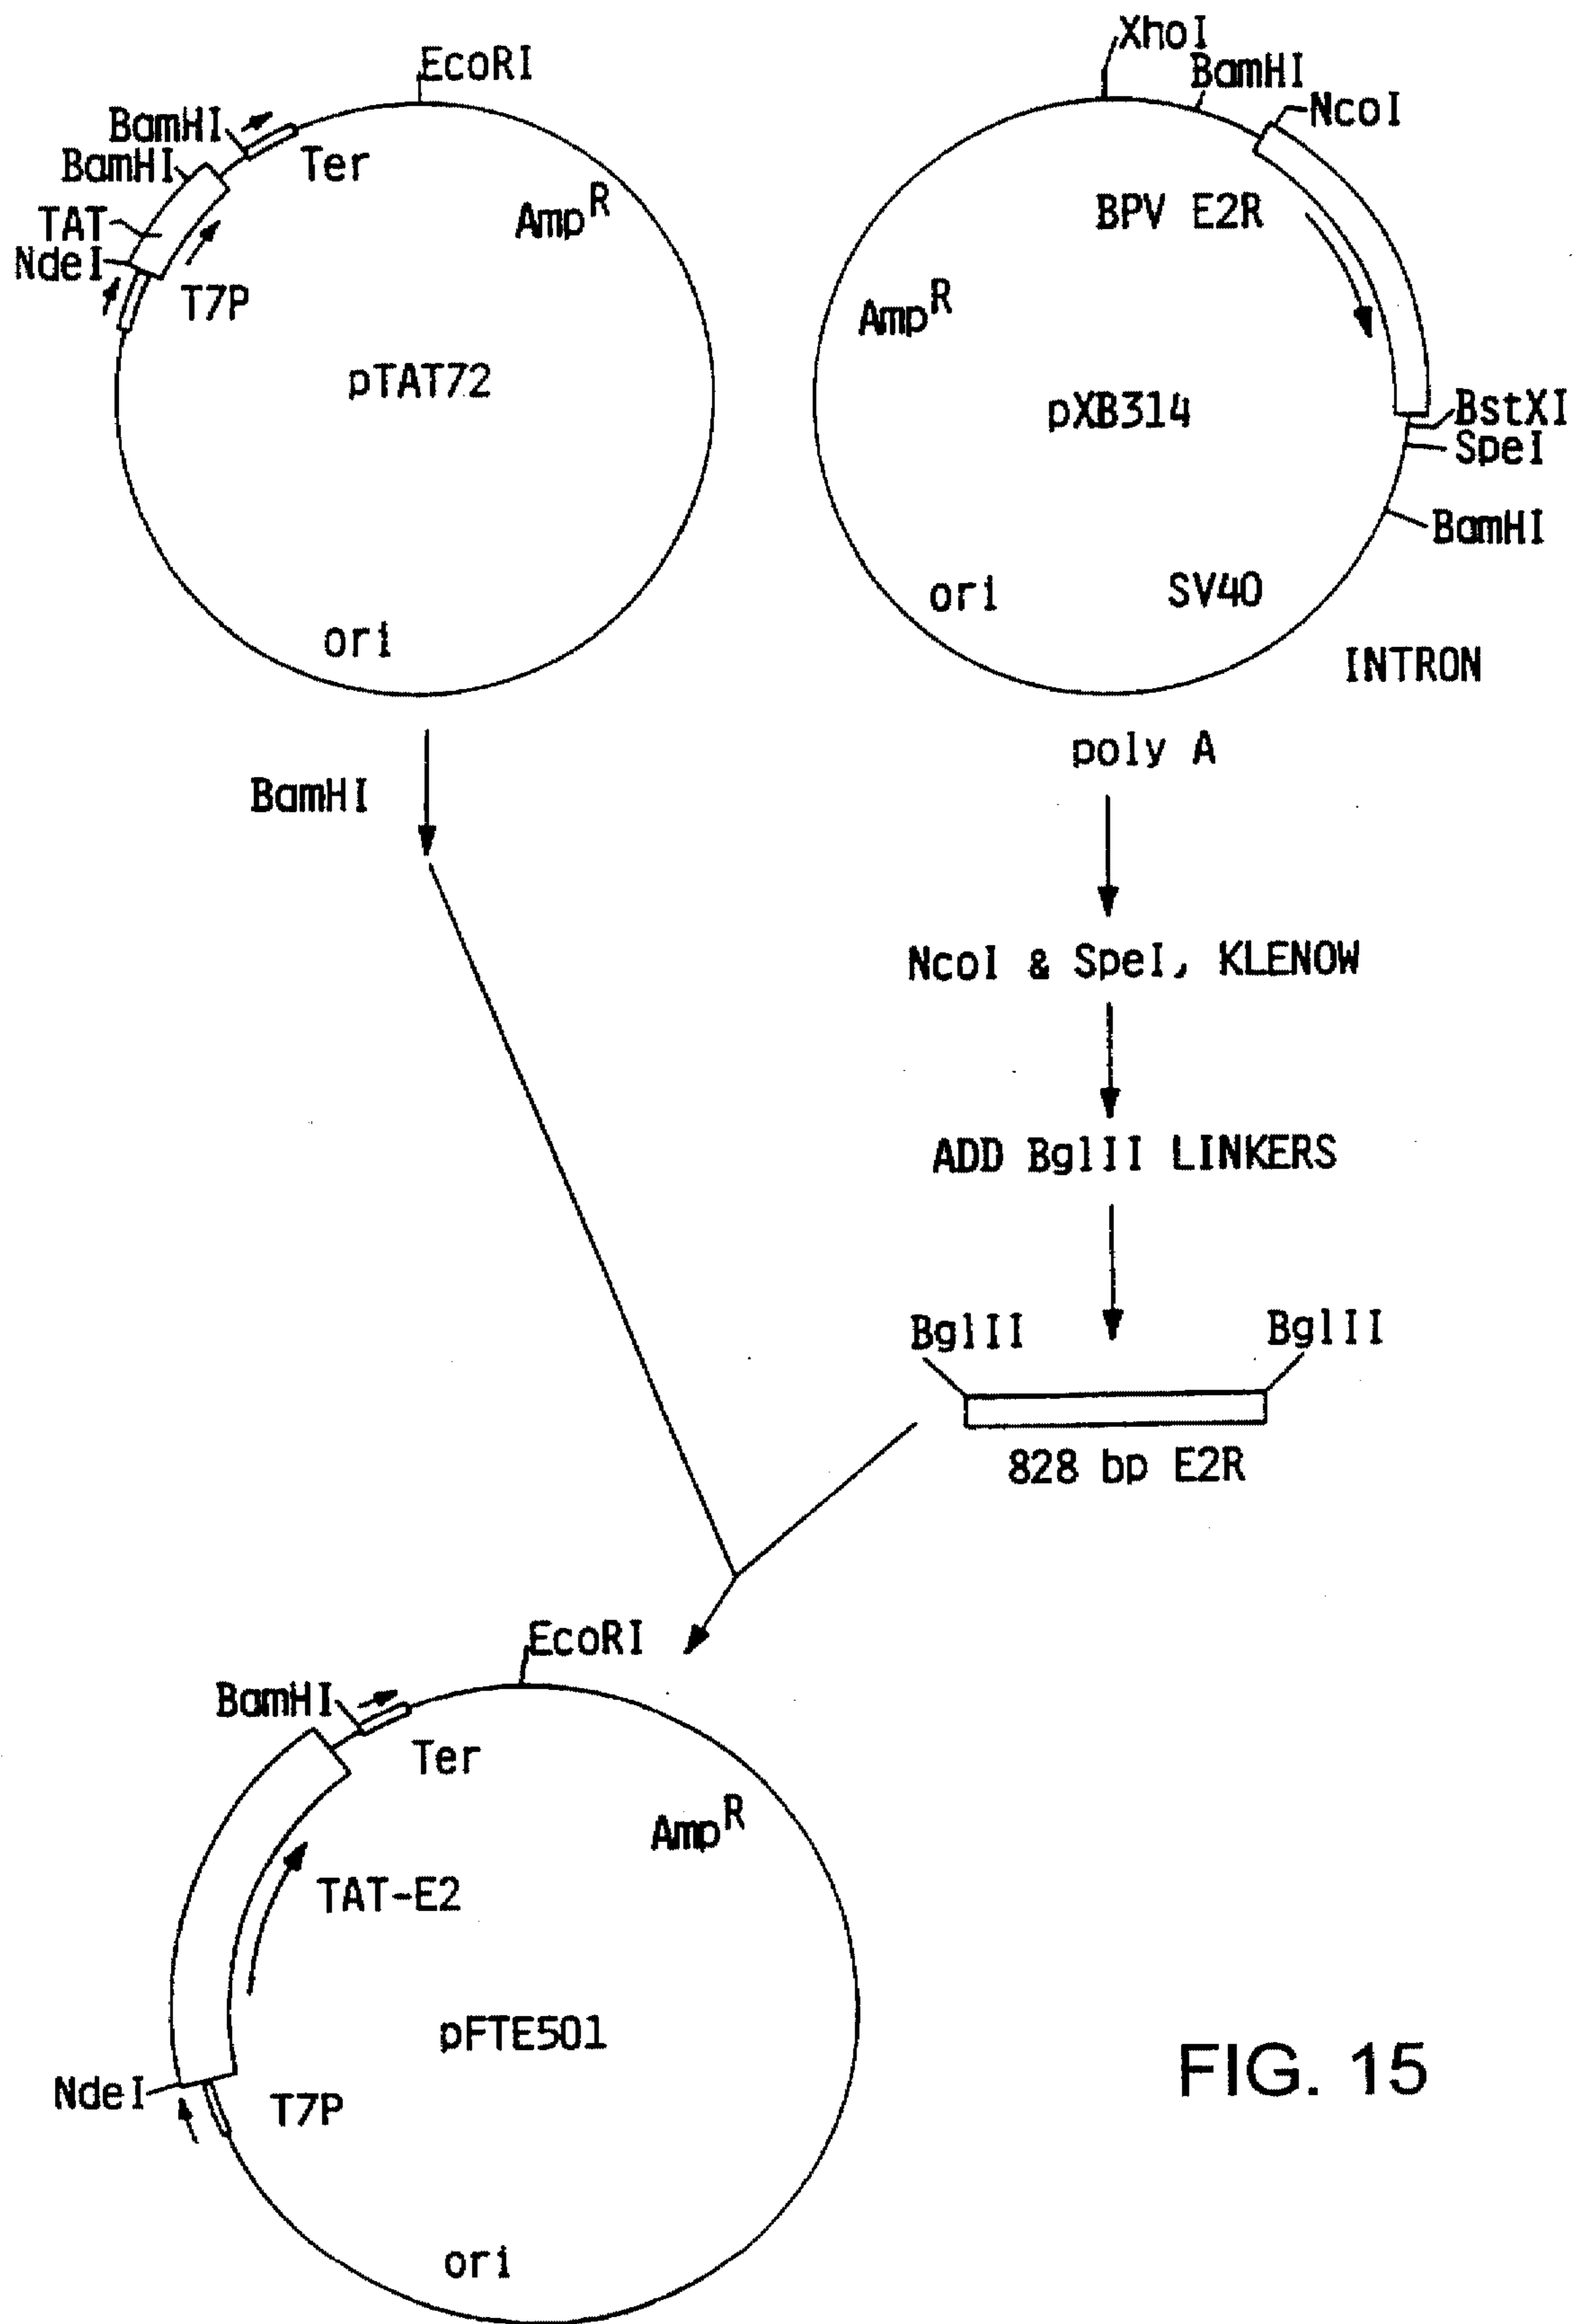 EcoRI
BamHI
BamHI
Ter
TAT
NdeI
T7P
AmpR
pTAT72
ori
XhoI
BamHI
NcoI
BPV E2R
AmpR
pXB314
BstXI
SpeI
BamHI
ori
SV40
INTRON
poly A
BamHI
NcoI & SpeI, KLENOW
ADD BglII LINKERS
BglII
BglII
828 bp E2R
EcoRI
BamHI
Ter
AmpR
TAT-E2
pFTE501
NdeI
T7P
ori
FIG. 15